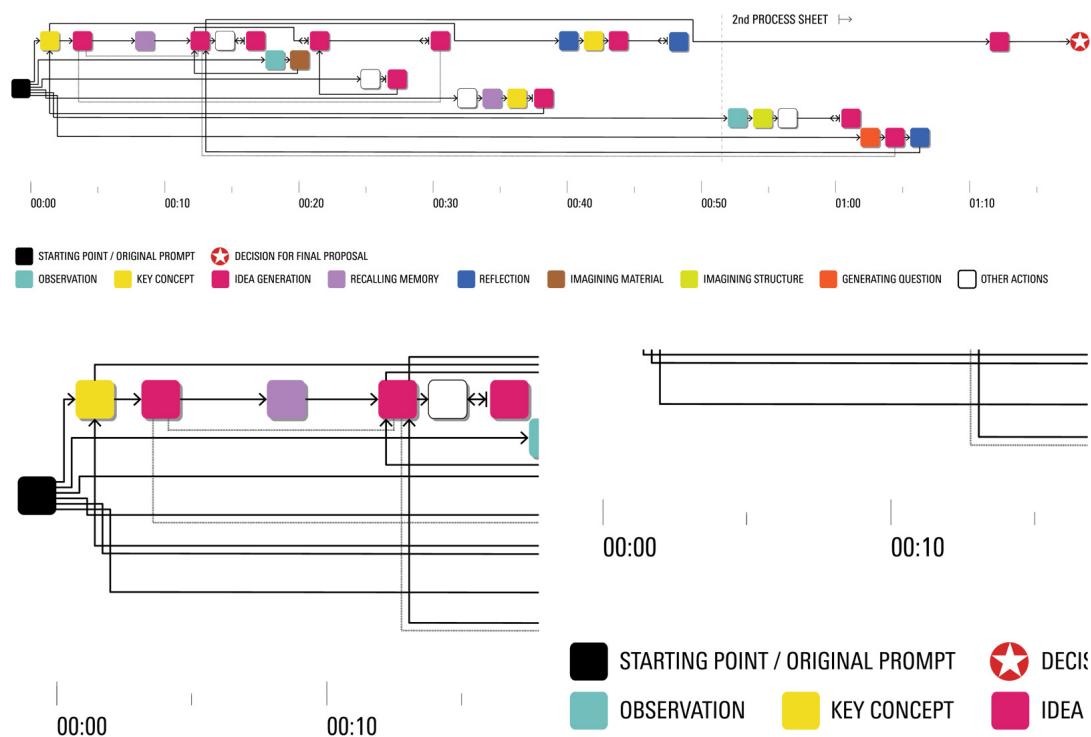 2nd PROCESS SHEET
00:00 00:10 00:20 00:30 00:40 00:50 01:00 01:10
STARTING POINT / ORIGINAL PROMPT DECISION FOR FINAL PROPOSAL
OBSERVATION KEY CONCEPT IDEA GENERATION RECALLING MEMORY REFLECTION IMAGINING MATERIAL IMAGINING STRUCTURE GENERATING QUESTION OTHER ACTIONS
00:00 00:10
00:00 00:10
STARTING POINT / ORIGINAL PROMPT
OBSERVATION KEY CONCEPT IDEA